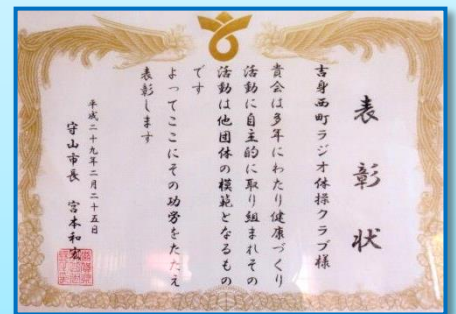 表彰状
吉身西町ラジオ体操クラブ様
貴会は多年にわたり健康づくり
活動に自主的に取り組まれその
活動は他団体の模範となるもの
です
よってここにその功労をたたえ
表彰します
平成二十九年二月二十五日
守山市長 宮本和宏